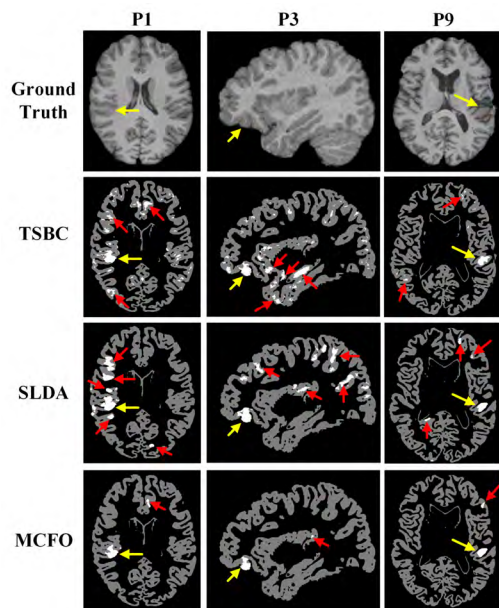 P1 P3 P9
Ground
Truth
TSBC
SLDA
MCFO